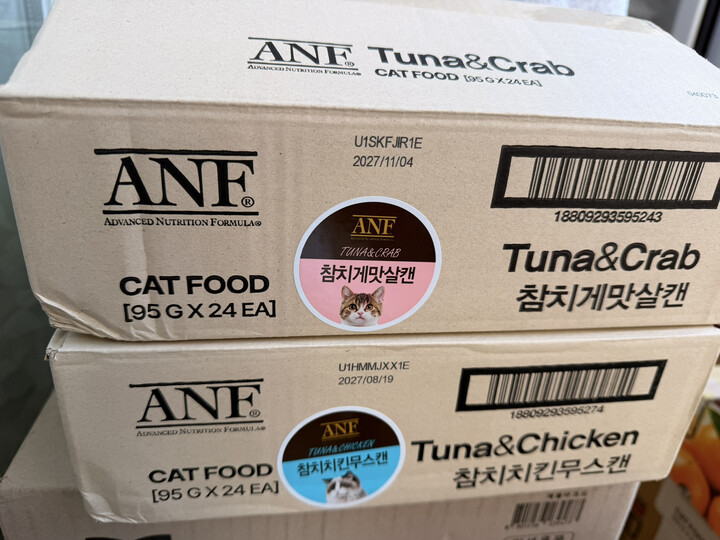 ANF® Tuna&Crab
ADVANCED NUTRITION FORMULA® CAT FOOD [95 G X 24 EA]
U1SKFJIR1E
2027/11/04
ANF®
ADVANCED NUTRITION FORMULA®
18809293595243
ANF
TUNA&CRAB
참치게맛살캔
CAT FOOD
[95 G X 24 EA]
Tuna&Crab
참치게맛살캔
U1HMMJXX1E
2027/08/19
ANF®
ADVANCED NUTRITION FORMULA®
18809293595274
ANF
TUNA&CHICKEN
참치치킨무스캔
CAT FOOD
[95 G X 24 EA]
Tuna&Chicken
참치치킨무스캔